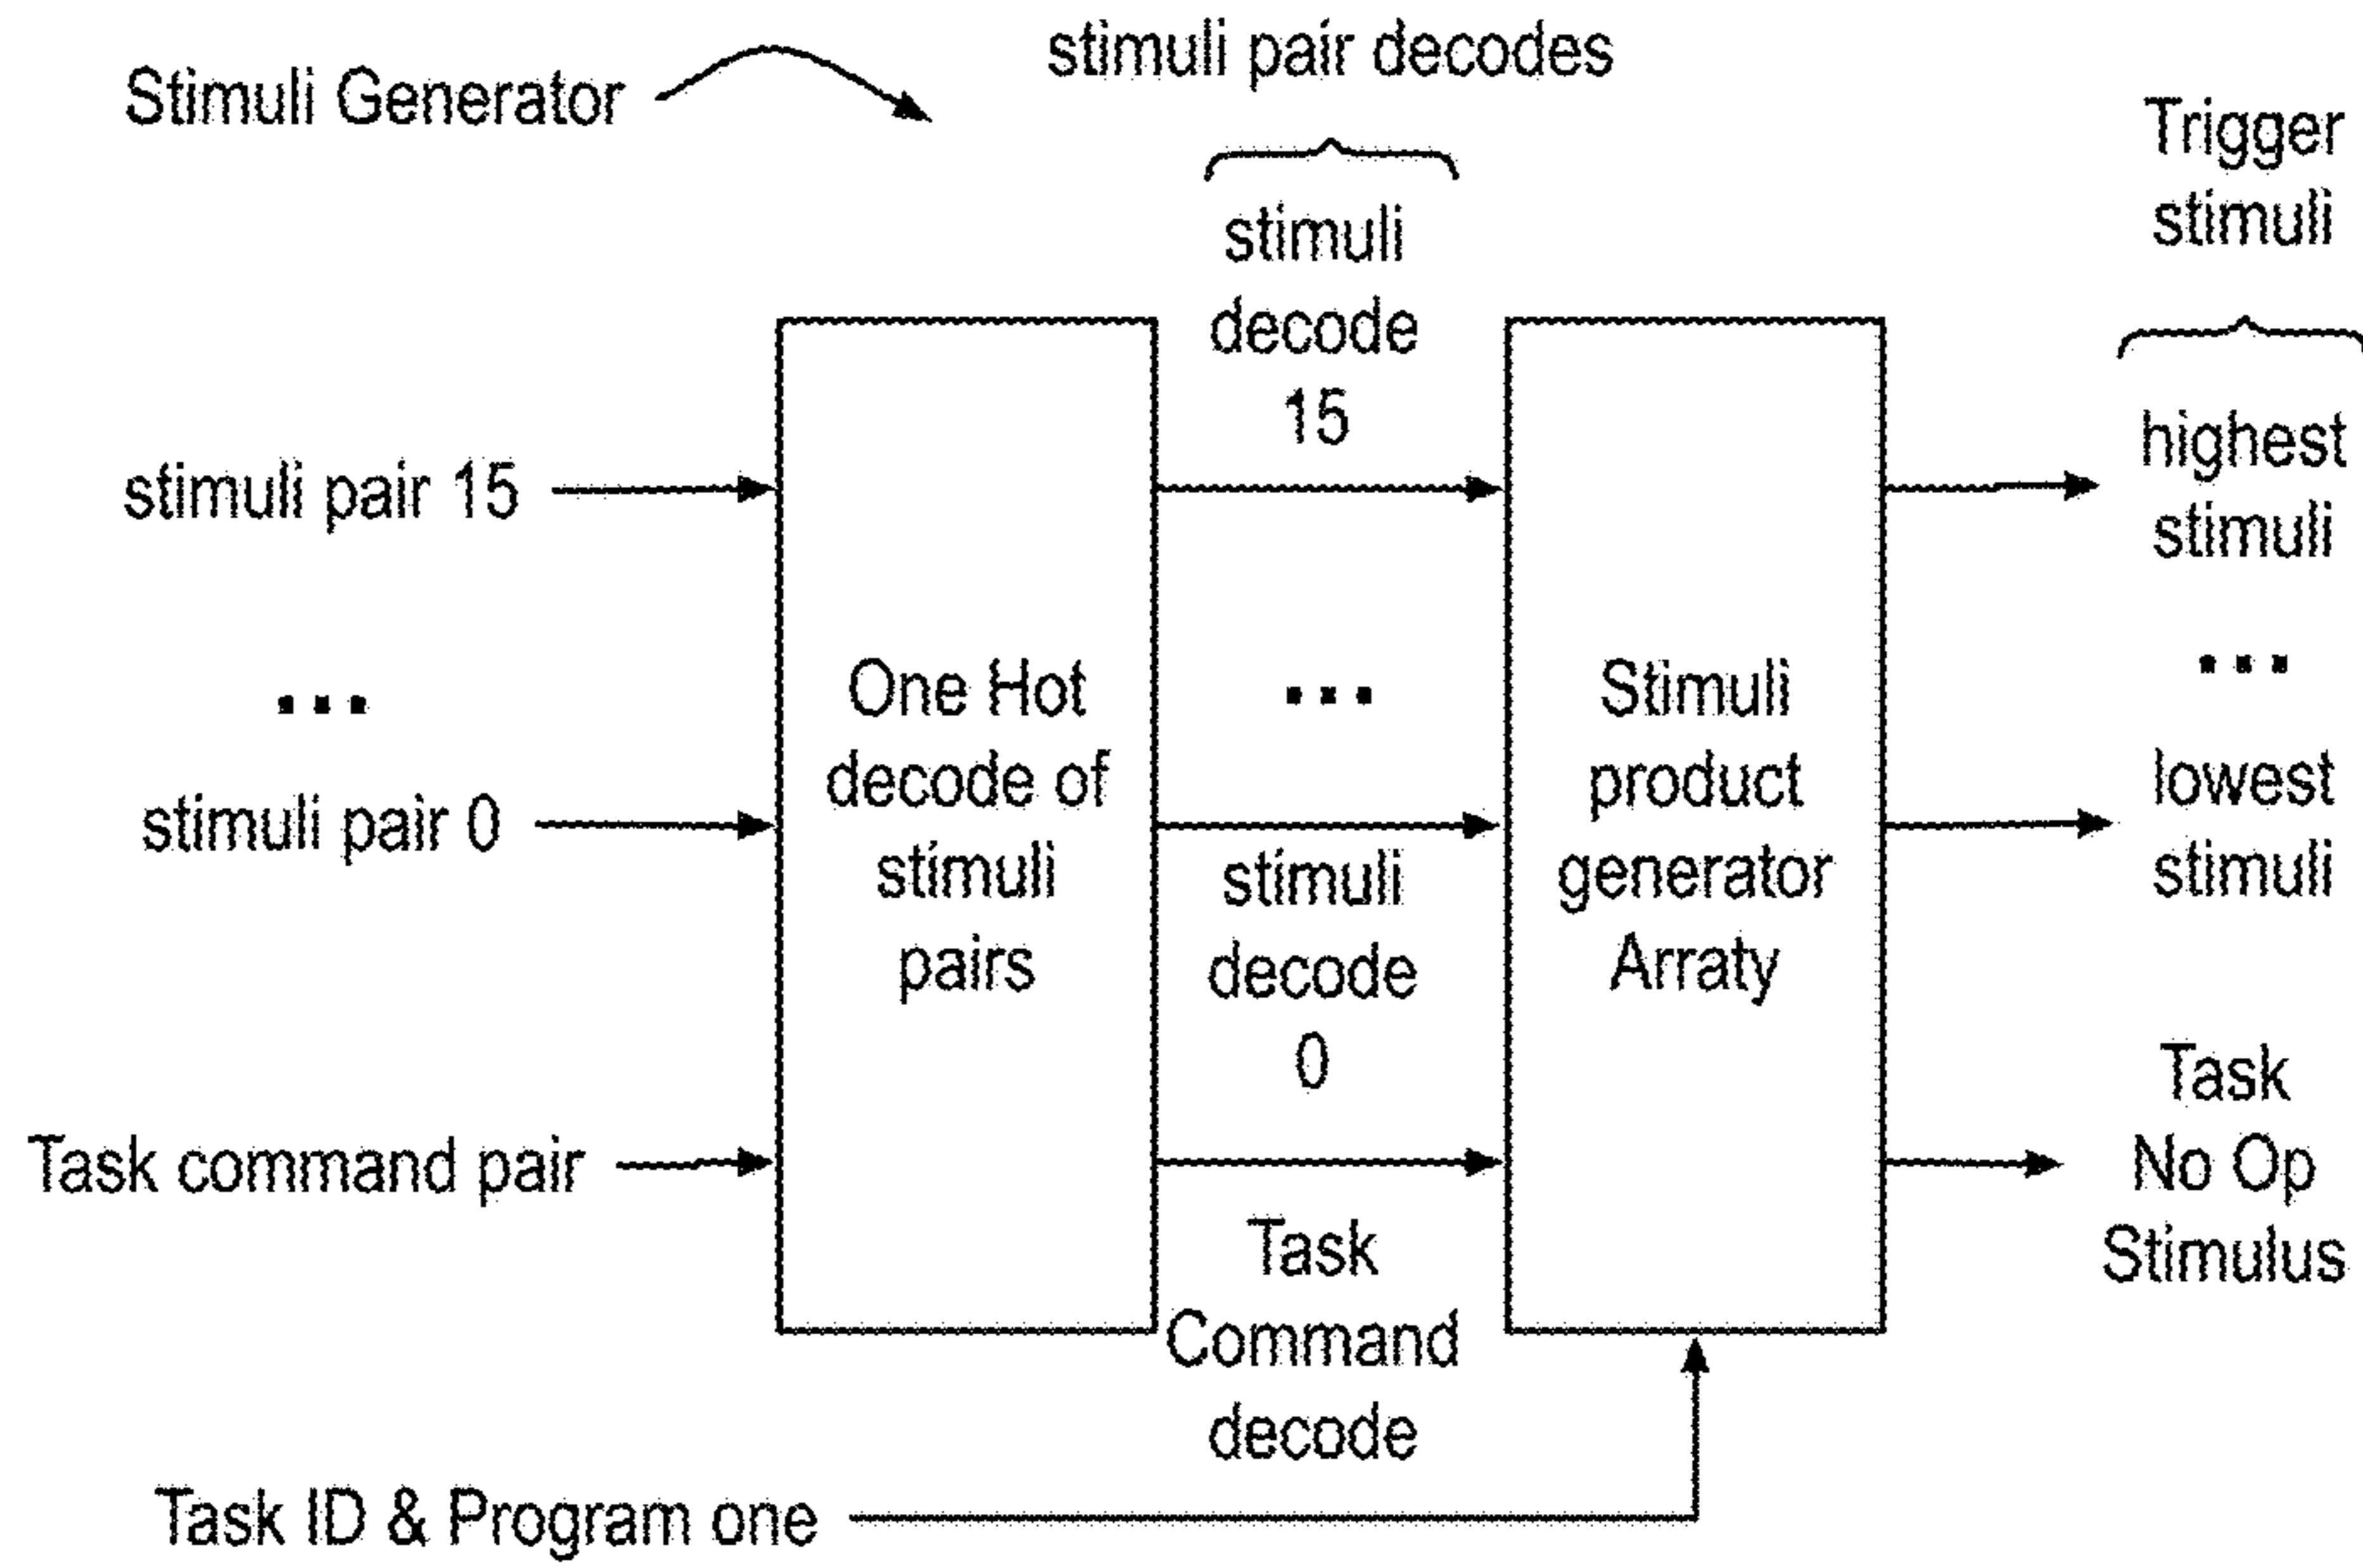 Stimuli Generator
stimuli pair decodes
Trigger
stimuli
stimuli
decode
15
stimuli pair 15
highest
stimuli
...
One Hot
decode of
stimuli
pairs
...
Stimuli
product
generator
Arraty
...
stimuli pair 0
lowest
stimuli
stimuli
decode
0
Task command pair
Task
No Op
Stimulus
Task
Command
decode
Task ID & Program one